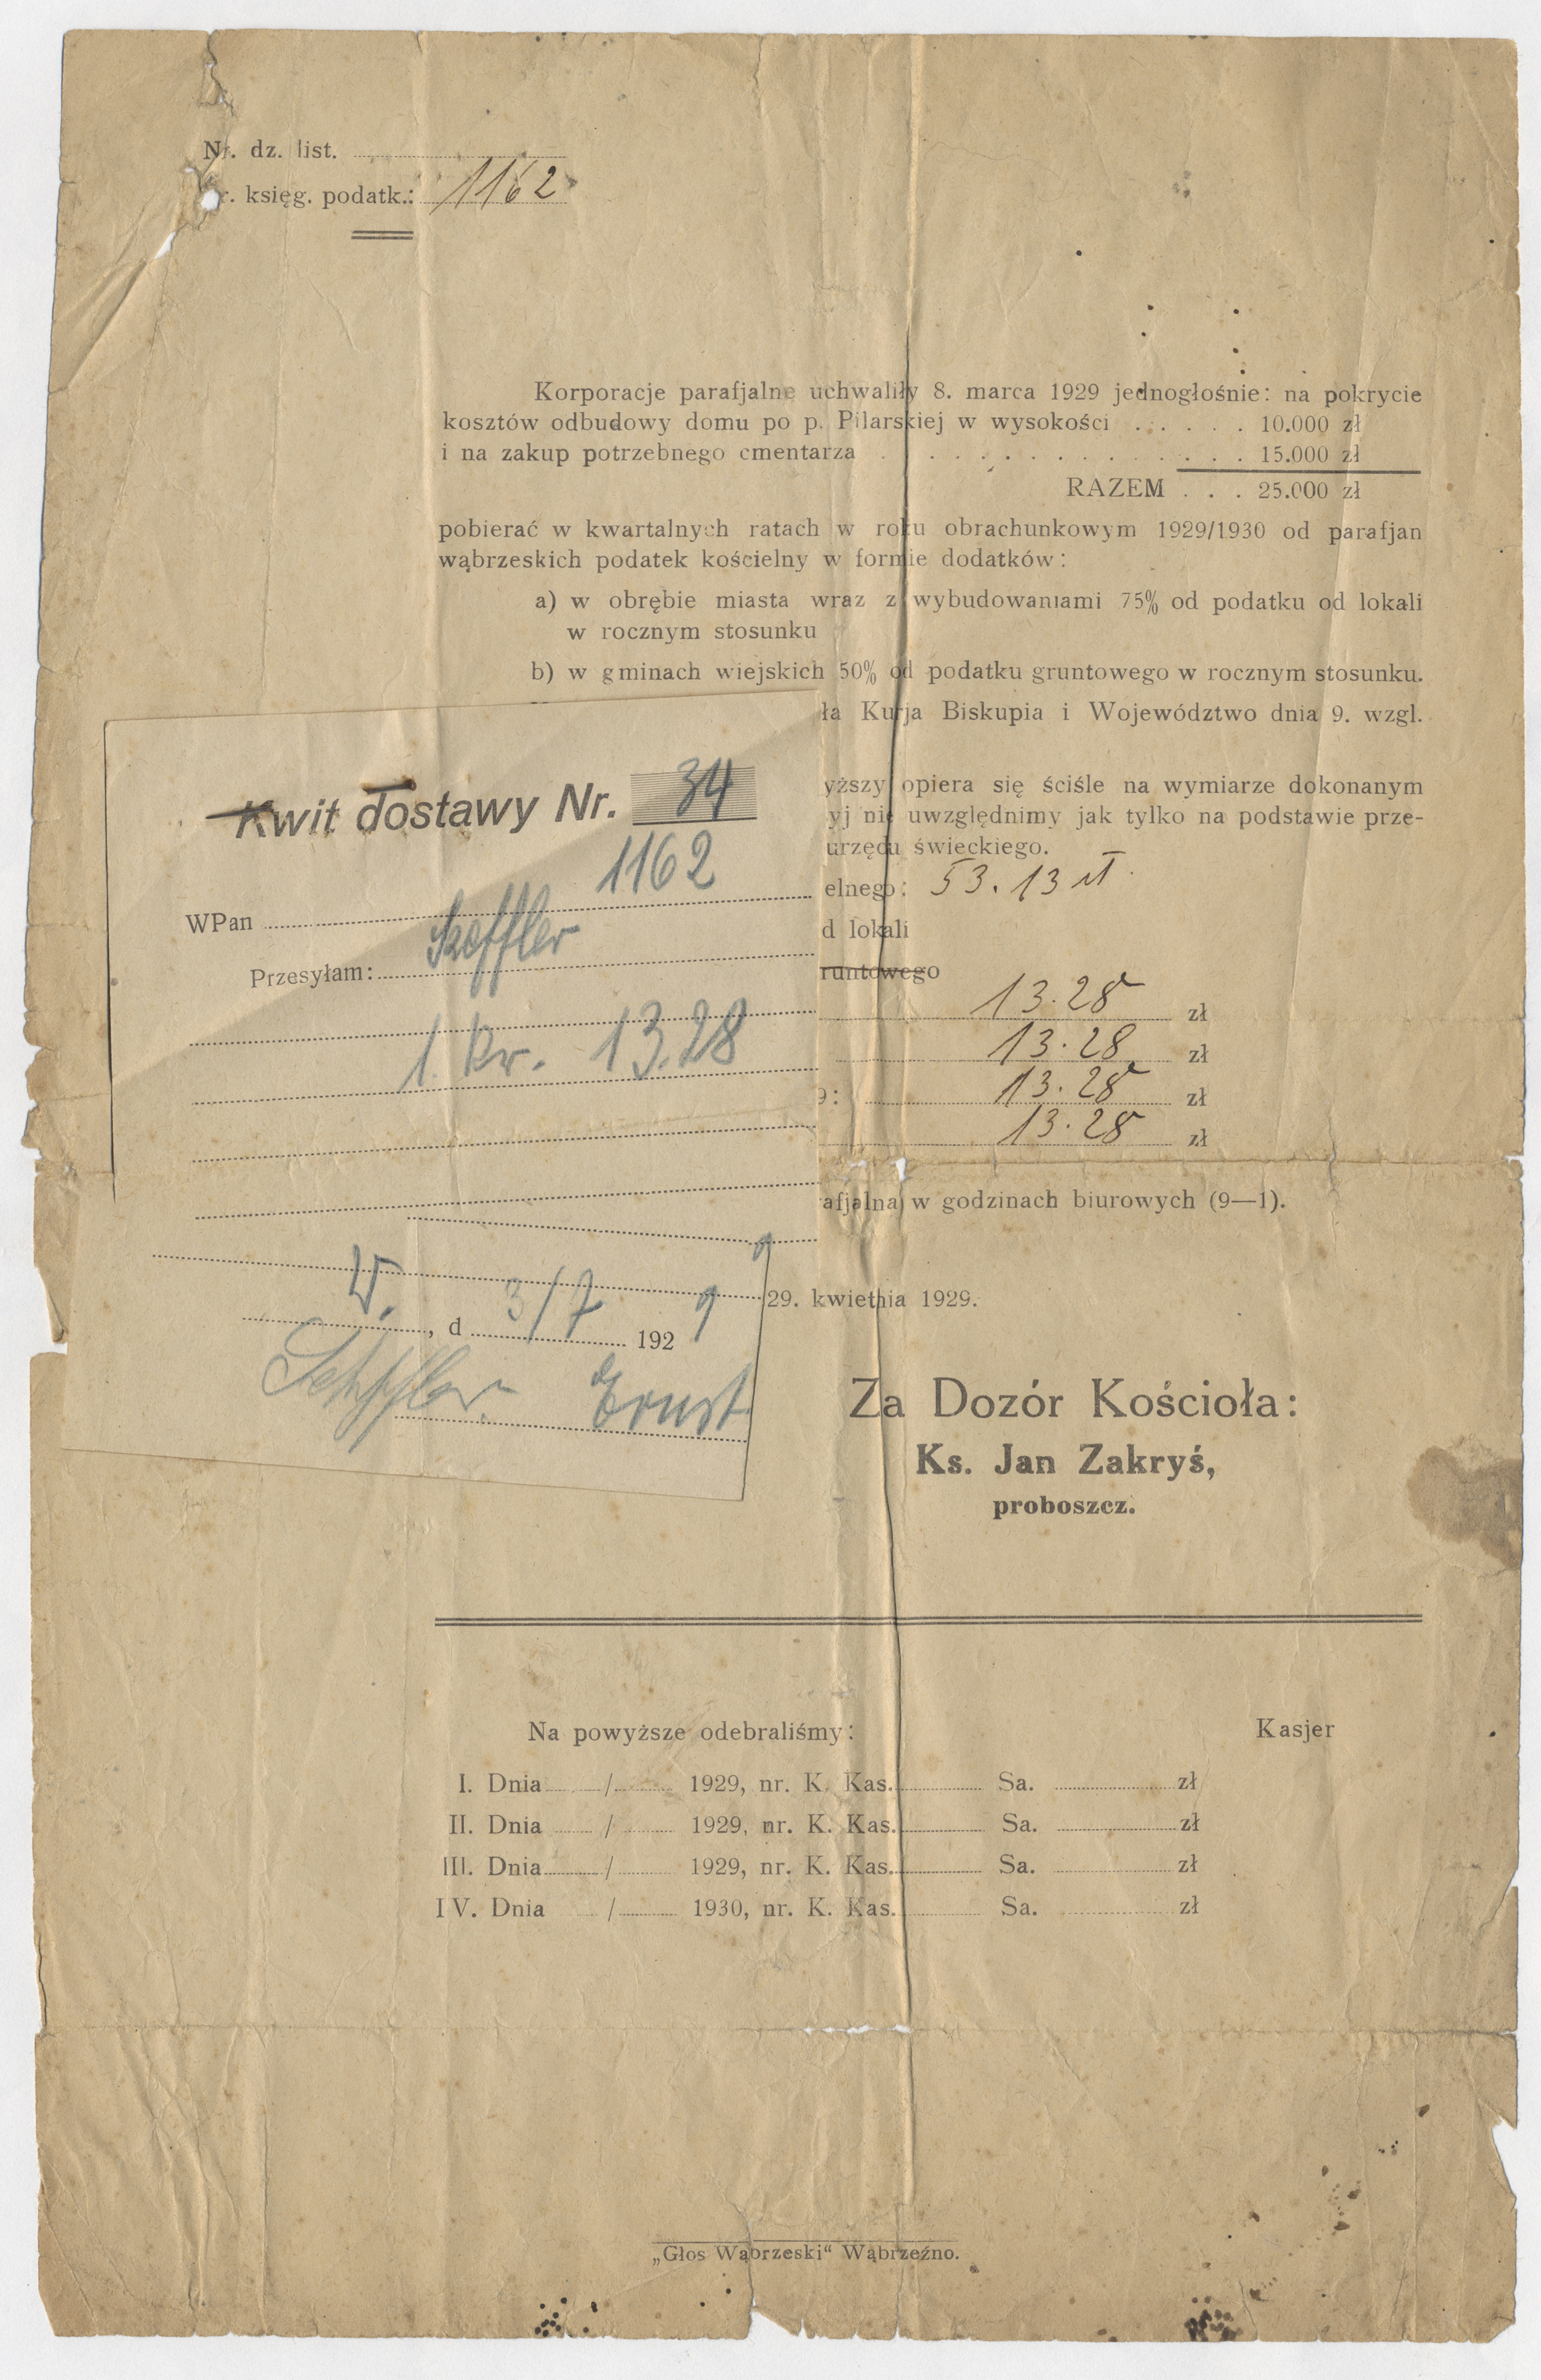 Nr. dz. list.
r. księg. podatk.: 1162
Korporacje parafjalne uchwaliły 8. marca 1929 jednogłośnie: na pokrycie
kosztów odbudowy domu po p. Pilarskiej w wysokości . . . . . 10.000 zł
i na zakup potrzebnego cmentarza . . . . . . . . . . . . . 15.000 zł
RAZEM . . . 25.000 zł
pobierać w kwartalnych ratach w roku obrachunkowym 1929/1930 od parafjan
wąbrzeskich podatek kościelny w formie dodatków:
a) w obrębie miasta wraz z wybudowaniami 75% od podatku od lokali
w rocznym stosunku
b) w gminach wiejskich 50% od podatku gruntowego w rocznym stosunku.
ła Kurja Biskupia i Województwo dnia 9. wzgl.
yższy opiera się ściśle na wymiarze dokonanym
yj nie uwzględnimy jak tylko na podstawie prze-
urzędu świeckiego.
elnego: 53.13 zł
d lokali
runtowego
13.28 zł
13.28 zł
9: 13.28 zł
13.28 zł
afjalna w godzinach biurowych (9—1).
29. kwietnia 1929.
Kwit dostawy Nr. 34
1162
WPan
Przesyłam:
1 kr. 13.28
W. , d 3/7 1929
Ernst
Za Dozór Kościoła:
Ks. Jan Zakryś,
proboszcz.
Na powyższe odebraliśmy: Kasjer
I. Dnia / 1929, nr. K. Kas. Sa. zł
II. Dnia / 1929, nr. K. Kas. Sa. zł
III. Dnia / 1929, nr. K. Kas. Sa. zł
IV. Dnia / 1930, nr. K. Kas. Sa. zł
„Głos Wąbrzeski“ Wąbrzeźno.